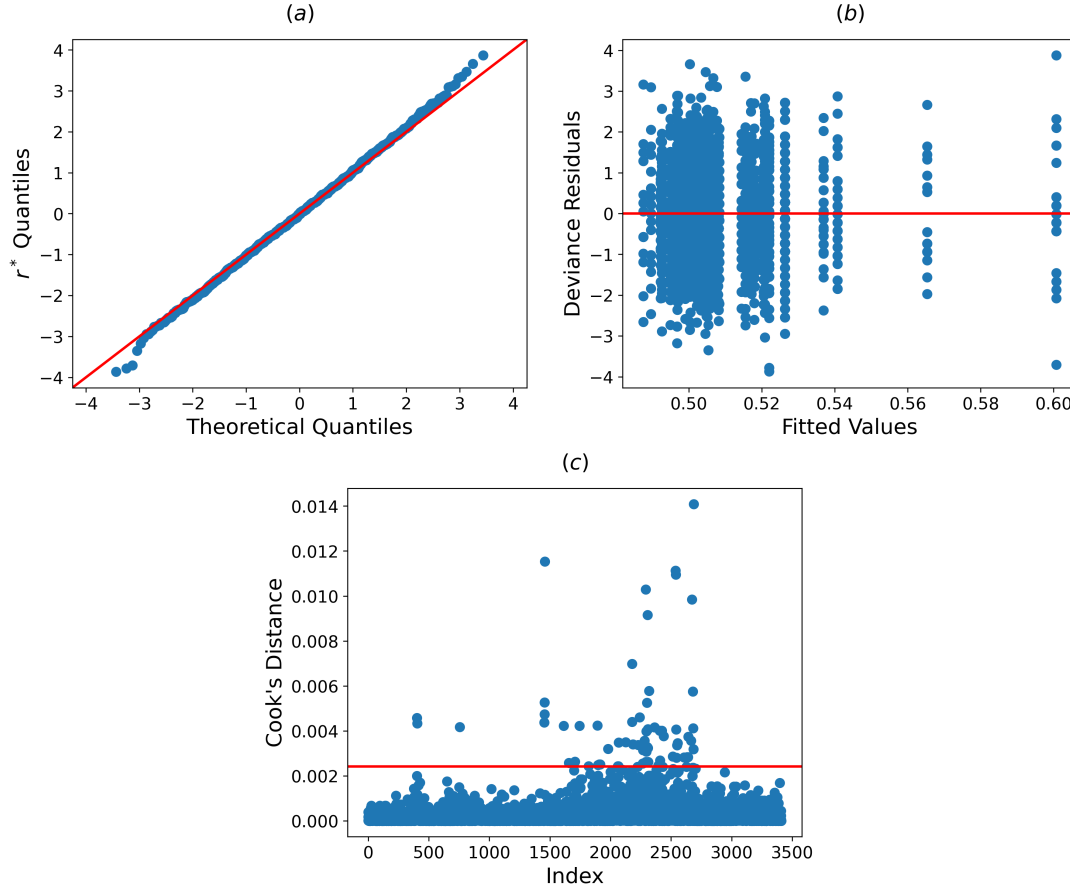 (a)
(b)
4
3
2
1
0
−1
−2
−3
−4
r* Quantiles
−4 −3 −2 −1 0 1 2 3 4
Theoretical Quantiles
4
3
2
1
0
−1
−2
−3
−4
Deviance Residuals
0.50 0.52 0.54 0.56 0.58 0.60
Fitted Values
(c)
0.014
0.012
0.010
0.008
0.006
0.004
0.002
0.000
Cook's Distance
0 500 1000 1500 2000 2500 3000 3500
Index